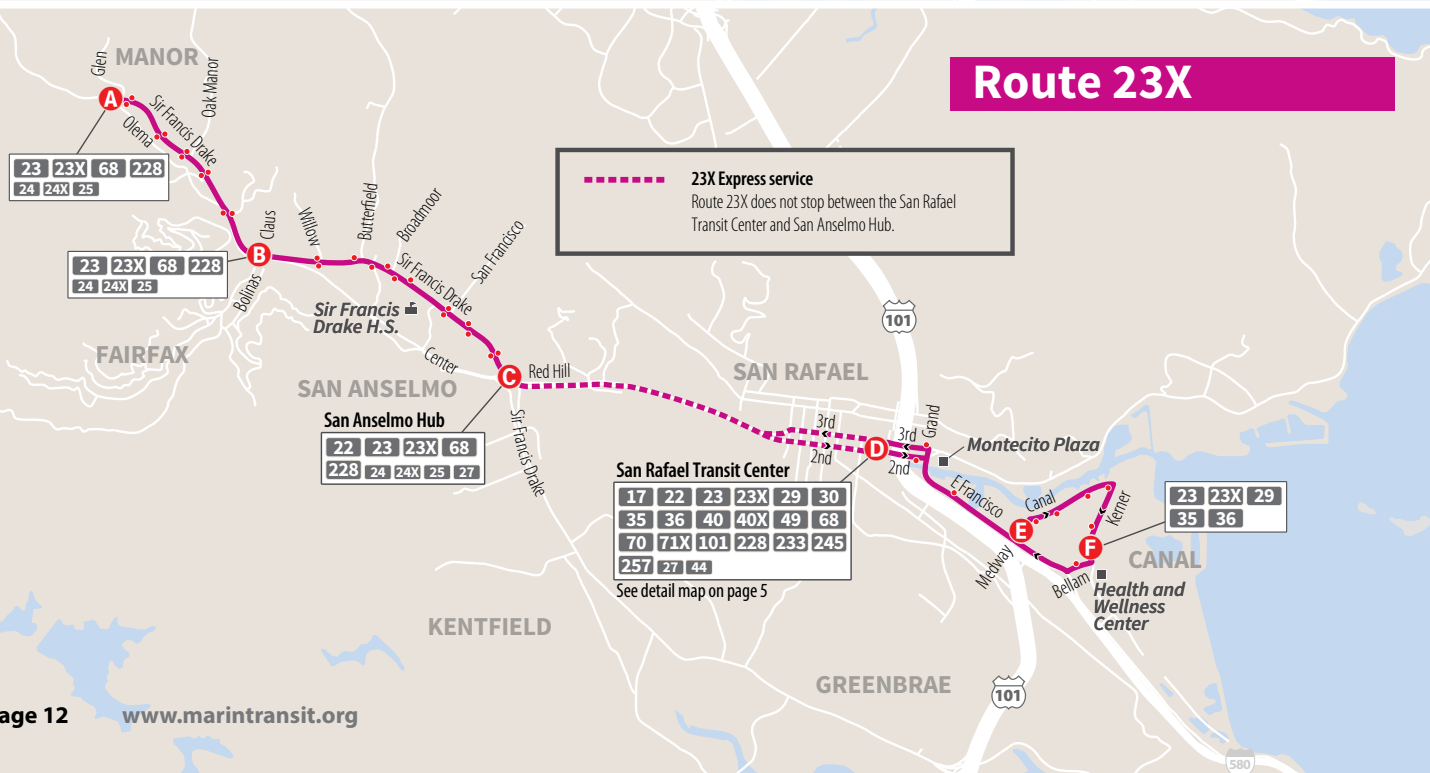 Route 23X
MANOR
Glen
Oak Manor
A
Sir Francis Drake
Olema
23 23X 68 228
24 24X 25
23X Express service
Route 23X does not stop between the San Rafael
Transit Center and San Anselmo Hub.
Claus
Willow
Butterfield
Broadmoor
San Francisco
B
23 23X 68 228
24 24X 25
Bolinas
Sir Francis Drake
Sir Francis
Drake H.S.
101
FAIRFAX
Center
C
Red Hill
SAN ANSELMO
SAN RAFAEL
San Anselmo Hub
22 23 23X 68
228 24 24X 25 27
Sir Francis Drake
3rd
2nd
D
3rd
2nd
Grand
Montecito Plaza
San Rafael Transit Center
17 22 23 23X 29 30
35 36 40 40X 49 68
70 71X 101 228 233 245
257 27 44
See detail map on page 5
E Francisco
Canal
Kerner
E
F
23 23X 29
35 36
Medway
Bellam
CANAL
Health and
Wellness
Center
KENTFIELD
GREENBRAE
101
580
age 12
www.marintransit.org